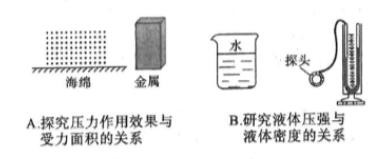 水
探头
海绵 金属
A.探究压力作用效果与
受力面积的关系
B.研究液体压强与
液体密度的关系